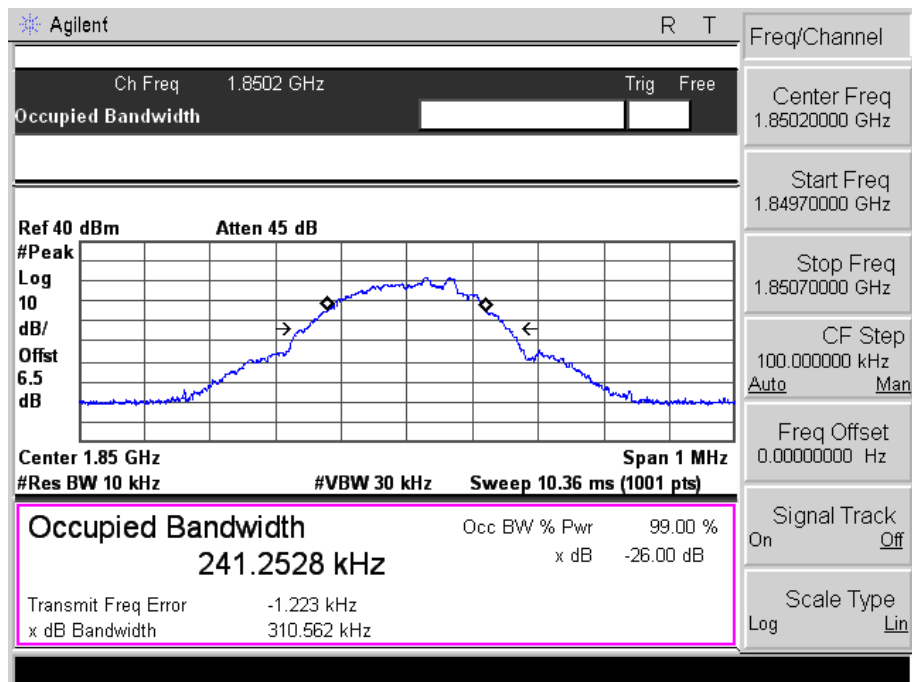 Agilent R T
Ch Freq 1.8502 GHz Trig Free
Occupied Bandwidth
Ref 40 dBm Atten 45 dB
#Peak
Log
10
dB/
Offst
6.5
dB
Center 1.85 GHz Span 1 MHz
#Res BW 10 kHz #VBW 30 kHz Sweep 10.36 ms (1001 pts)
Occupied Bandwidth
241.2528 kHz
Occ BW % Pwr 99.00 %
x dB -26.00 dB
Transmit Freq Error -1.223 kHz
x dB Bandwidth 310.562 kHz
Freq/Channel
Center Freq
1.85020000 GHz
Start Freq
1.84970000 GHz
Stop Freq
1.85070000 GHz
CF Step
100.000000 kHz
Auto Man
Freq Offset
0.00000000 Hz
Signal Track
On Off
Scale Type
Log Lin